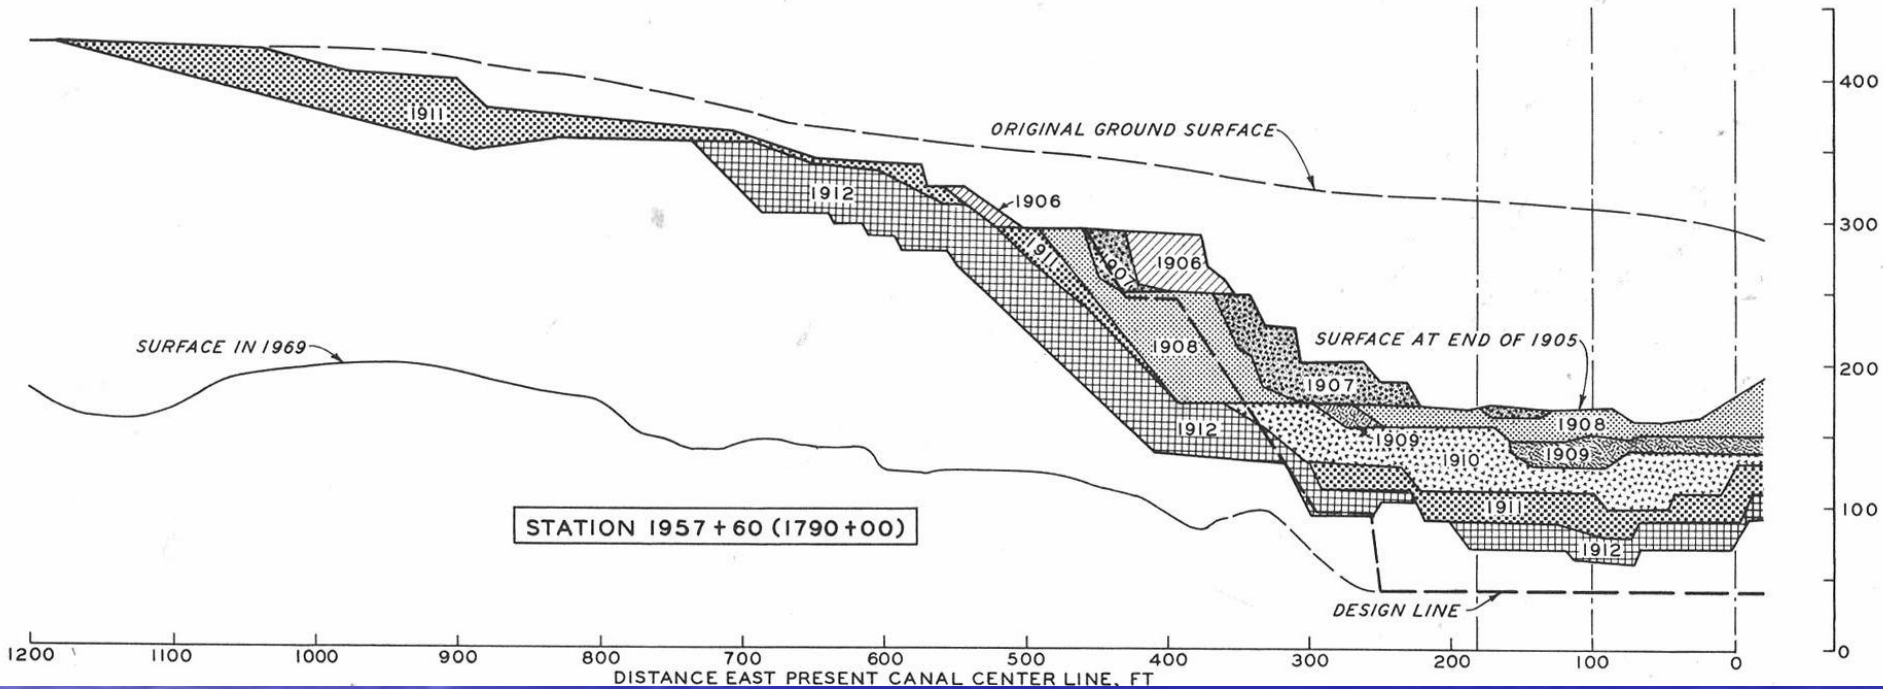 400
ORIGINAL GROUND SURFACE
1911
1912
1906
300
1911
1907
1906
SURFACE IN 1969
SURFACE AT END OF 1905
1908
200
1907
1912
1908
1909
1909
1910
STATION 1957+60 (1790+00)
1911
100
1912
DESIGN LINE
0
1200 1100 1000 900 800 700 600 500 400 300 200 100 0
DISTANCE EAST PRESENT CANAL CENTER LINE, FT